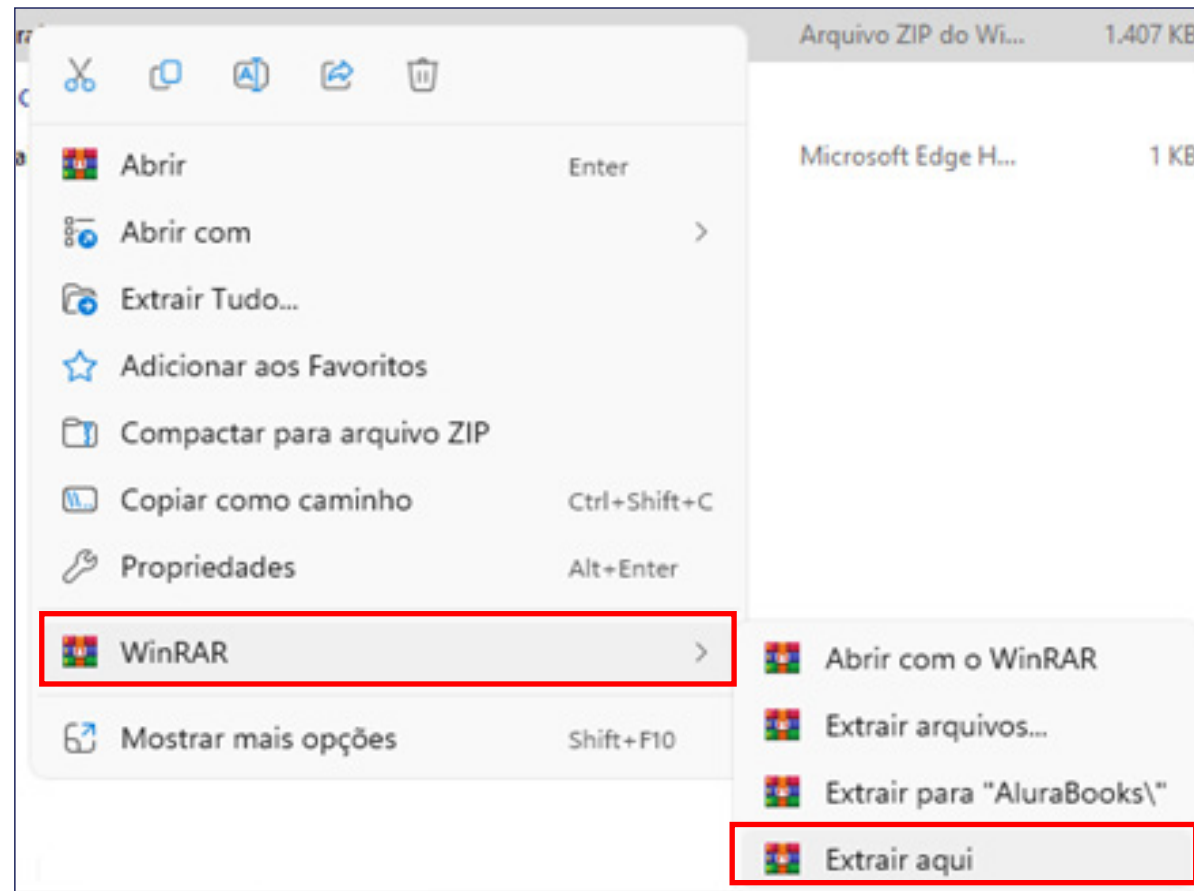 Arquivo ZIP do Wi... 1.407 KB
Abrir Enter
Microsoft Edge H... 1 KB
Abrir com
Extrair Tudo...
Adicionar aos Favoritos
Compactar para arquivo ZIP
Copiar como caminho Ctrl+Shift+C
Propriedades Alt+Enter
WinRAR
Mostrar mais opções Shift+F10
Abrir com o WinRAR
Extrair arquivos...
Extrair para "AluraBooks\"
Extrair aqui